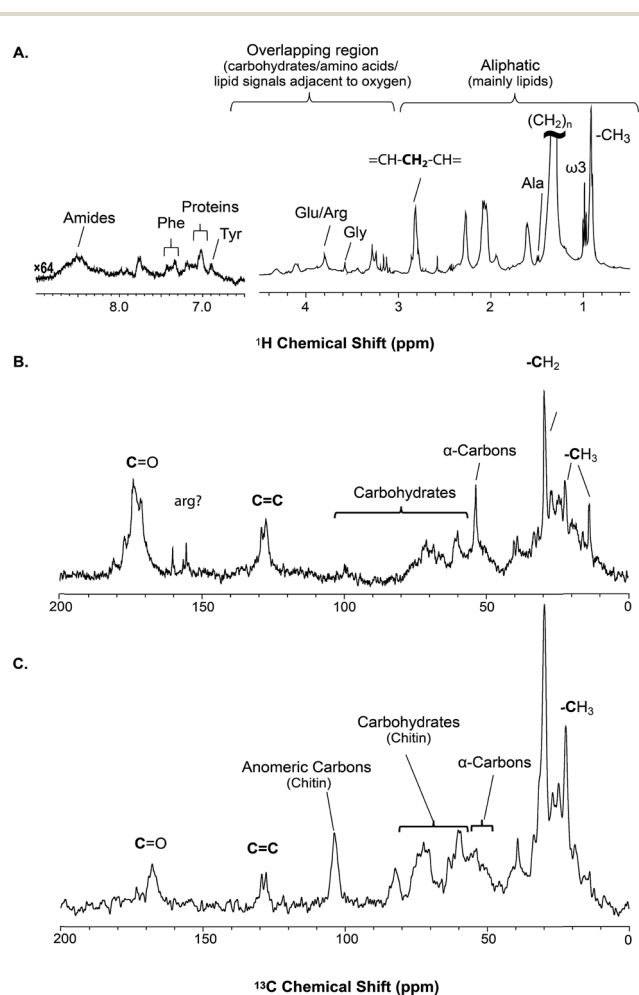 A.
Overlapping region
(carbohydrates/amino acids/
lipid signals adjacent to oxygen)
Aliphatic
(mainly lipids)
(CH2)n
-CH3
=CH-CH2-CH=
ω3
Ala
Glu/Arg
Gly
Amides
Phe
Proteins
Tyr
×64
8.0 7.0 4 3 2 1
1H Chemical Shift (ppm)
B.
-CH2
C=O
α-Carbons
-CH3
arg?
C=C
Carbohydrates
200 150 100 50 0
C.
-CH3
Carbohydrates
(Chitin)
Anomeric Carbons
(Chitin)
α-Carbons
C=O
C=C
200 150 100 50 0
13C Chemical Shift (ppm)